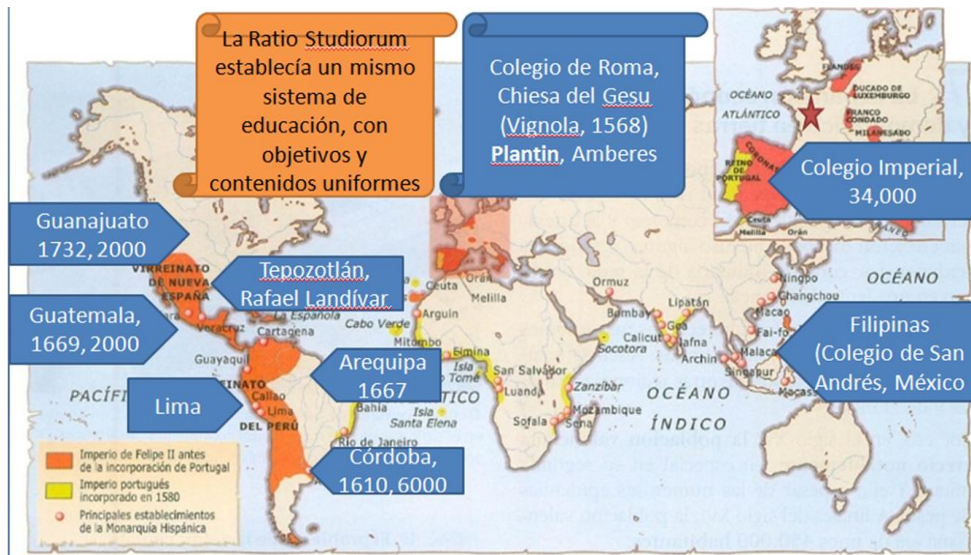 La Ratio Studiorum
establecía un mismo
sistema de
educación, con
objetivos y
contenidos uniformes
Colegio de Roma,
Chiesa del Gesu
(Vignola, 1568)
Plantin, Amberes
Colegio Imperial,
34,000
Guanajuato
1732, 2000
Tepozotlán,
Rafael Landívar
Guatemala,
1669, 2000
Lima
Arequipa
1667
Córdoba,
1610, 6000
Filipinas
(Colegio de San
Andrés, México
FLANDES
OCÉANO
ATLÁNTICO
DUCADO DE
LUXEMBURGO
FRANCO
CONDADO
MILANESADO
REINO
DE
PORTUGAL
Ceuta
Melilla
Orán
VIRREINATO
DE NUEVA
ESPAÑA
Veracruz
La Española
Cartagena
Guayaquil
Callao
Lima
DEL PERÚ
Bahía
Río de Janeiro
Ceuta
Orán
Melilla
Arguin
Cabo Verde
Mitombo
Elmina
Isla
Tomé
Isla
Santa Elena
San Salvador
Luanda
Zanzíbar
Mozambique
Sena
Sofala
Socotora
Ormuz
Bombay
Lipatán
Goa
Calicut
Jafna
Archin
Ningpo
Changchou
Macao
Fai-fo
Malaca
Singapur
OCÉANO
OCÉANO
ÍNDICO
Imperio de Felipe II antes
de la incorporación de Portugal
Imperio portugués
incorporado en 1580
Principales establecimientos
de la Monarquía Hispánica